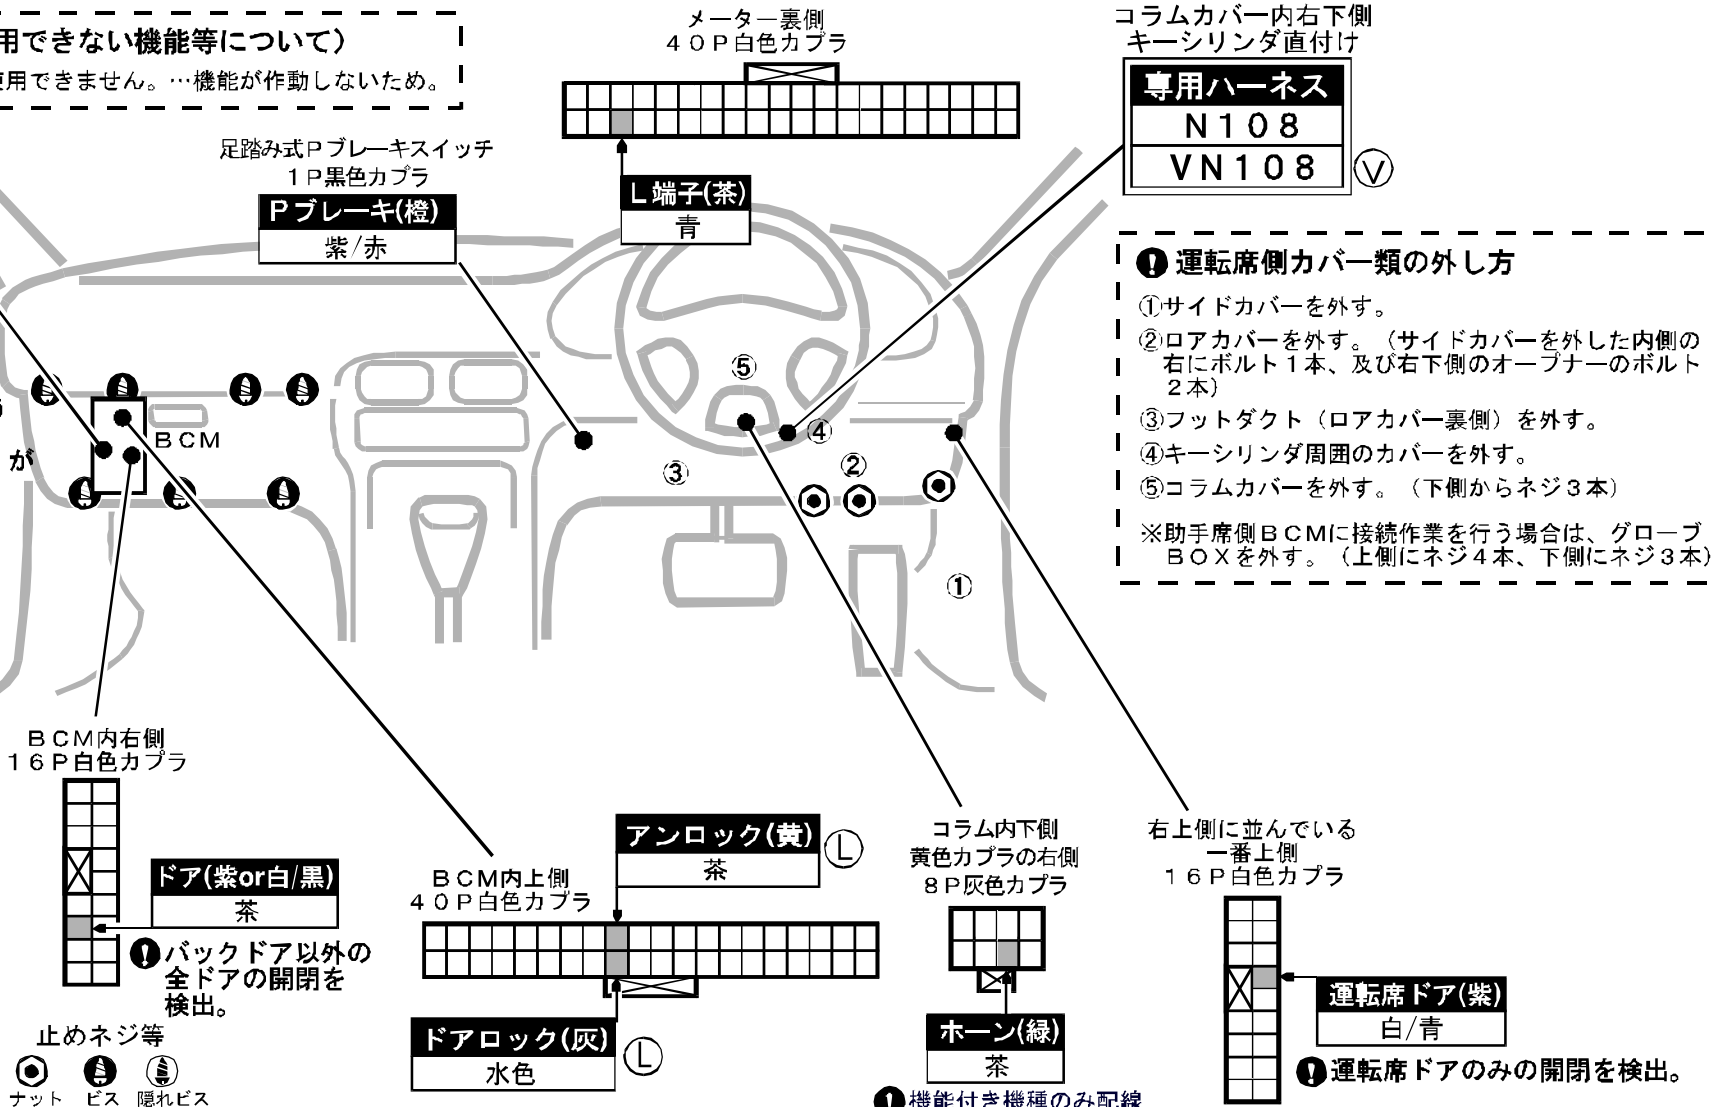 用できない機能等について）
使用できません。…機能が作動しないため。
メーター裏側
４０Ｐ白色カプラ
Ｌ端子(茶)
青
コラムカバー内右下側
キーシリンダ直付け
専用ハーネス
Ｎ１０８
ＶＮ１０８
Ⓥ
足踏み式Ｐブレーキスイッチ
１Ｐ黒色カプラ
Ｐブレーキ(橙)
紫/赤
運転席側カバー類の外し方
①サイドカバーを外す。
②ロアカバーを外す。（サイドカバーを外した内側の
右にボルト１本、及び右下側のオープナーのボルト
２本）
③フットダクト（ロアカバー裏側）を外す。
④キーシリンダ周囲のカバーを外す。
⑤コラムカバーを外す。（下側からネジ３本）
※助手席側ＢＣＭに接続作業を行う場合は、グローブ
ＢＯＸを外す。（上側にネジ４本、下側にネジ３本）
が
ＢＣＭ
⑤
④
③
②
①
ＢＣＭ内右側
１６Ｐ白色カプラ
ドア(紫or白/黒)
茶
バックドア以外の
全ドアの開閉を
検出。
止めネジ等
ナット ビス 隠れビス
ＢＣＭ内上側
４０Ｐ白色カプラ
アンロック(黄)
茶
Ⓛ
ドアロック(灰)
水色
Ⓛ
コラム内下側
黄色カプラの右側
８Ｐ灰色カプラ
ホーン(緑)
茶
機能付き機種のみ配線
右上側に並んでいる
一番上側
１６Ｐ白色カプラ
運転席ドア(紫)
白/青
運転席ドアのみの開閉を検出。